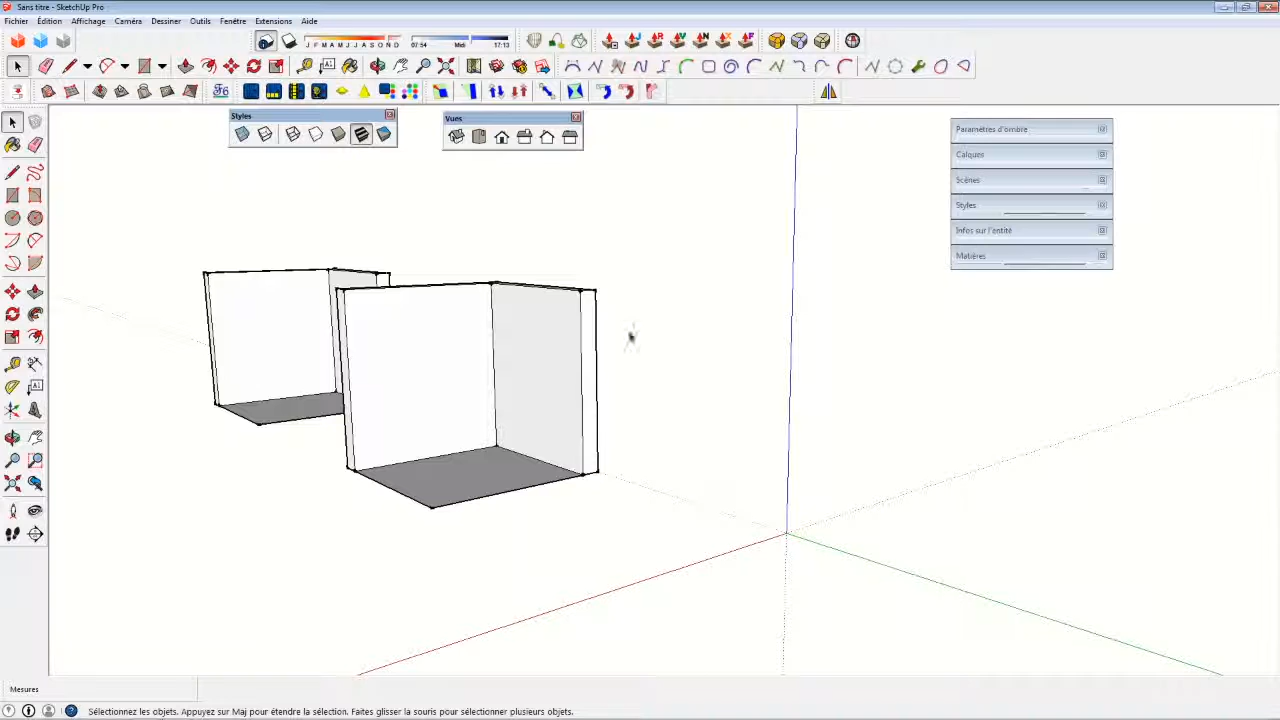 Sans titre - SketchUp Pro
Fichier Édition Affichage Caméra Dessiner Outils Fenêtre Extensions Aide
J F M A M J J A S O N D 07:54 Midi 17:13
Styles
Vues
Paramètres d'ombre
Calques
Scènes
Styles
Infos sur l'entité
Matières
Mesures
Sélectionnez les objets. Appuyez sur Maj pour étendre la sélection. Faites glisser la souris pour sélectionner plusieurs objets.